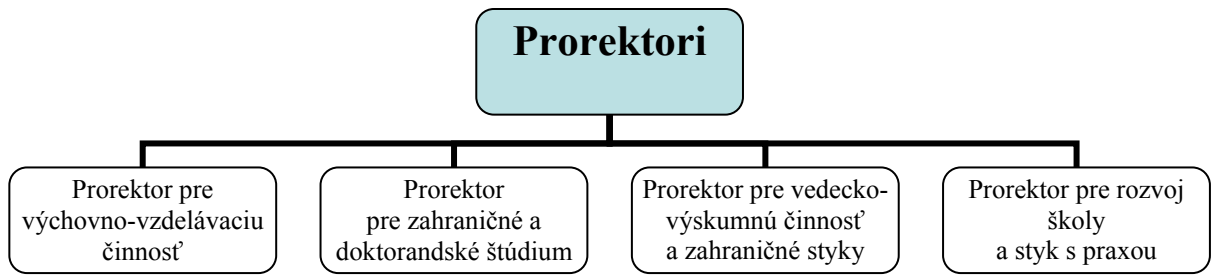 Prorektori
Prorektor pre
výchovno-vzdelávaciu
činnosť
Prorektor
pre zahraničné a
doktorandské štúdium
Prorektor pre vedecko-
výskumnú činnosť
a zahraničné styky
Prorektor pre rozvoj
školy
a styk s praxou